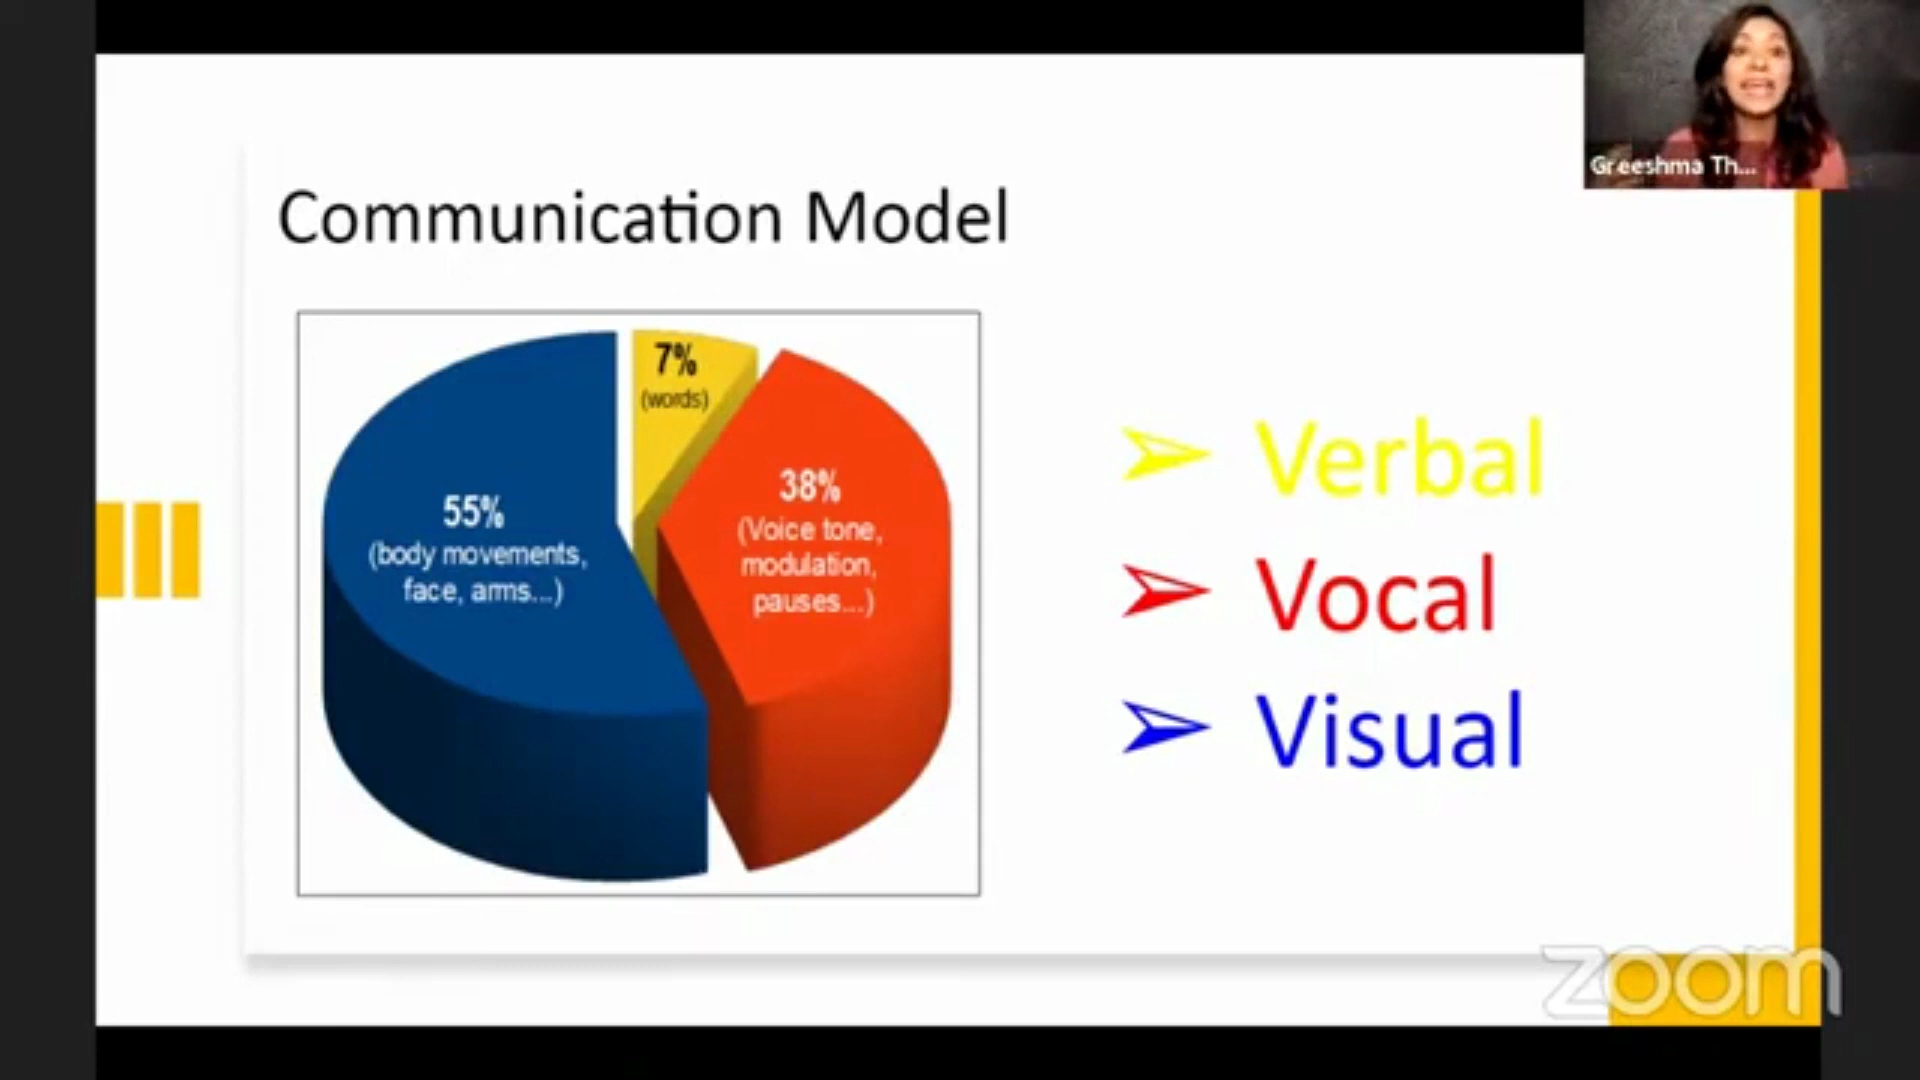 Greeshma Th...
Communication Model
7%
(words)
38%
(Voice tone,
modulation,
pauses...)
55%
(body movements,
face, arms...)
Verbal
Vocal
Visual
zoom